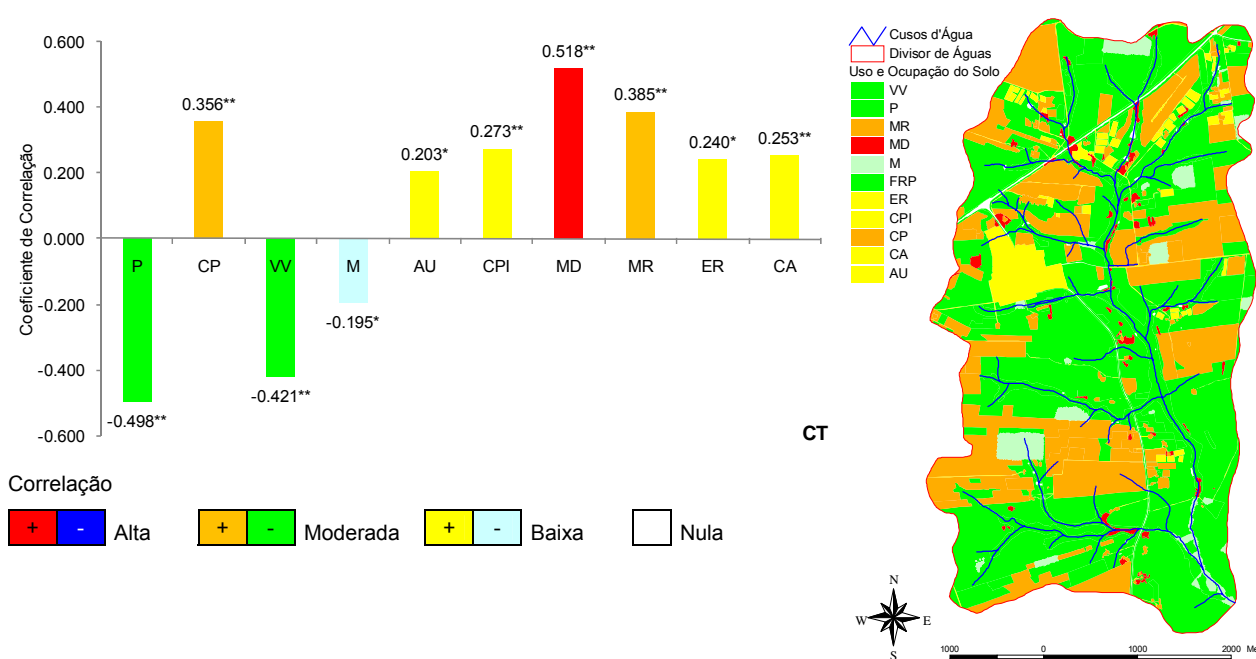 0.600
0.400
0.200
0.000
-0.200
-0.400
-0.600
Coeficiente de Correlação
-0.498**
0.356**
-0.421**
-0.195*
0.203*
0.273**
0.518**
0.385**
0.240*
0.253**
P CP VV M AU CPI MD MR ER CA
CT
Correlação
+ - Alta
+ - Moderada
+ - Baixa
Nula
Cusos d'Água
Divisor de Águas
Uso e Ocupação do Solo
VV
P
MR
MD
M
FRP
ER
CPI
CP
CA
AU
N
W E
S
1000 0 1000 2000